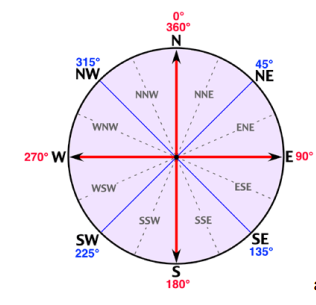 0°
360°
N
315°
NW
45°
NE
NNW
NNE
WNW
ENE
270° W
E 90°
WSW
ESE
SSW
SSE
SW
225°
SE
135°
S
180°
a